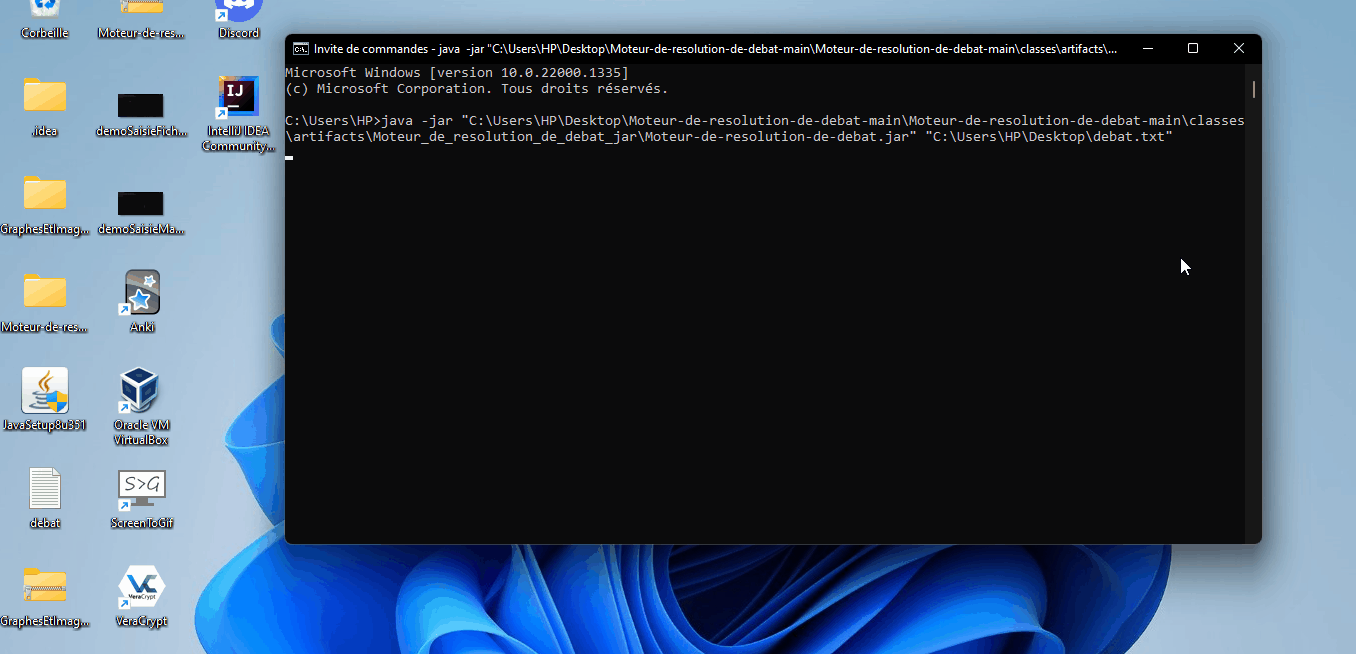 Corbeille
Moteur-de-res...
Discord
.idea
demoSaisieFich...
IntelliJ IDEA
Community...
GraphesEtImag...
demoSaisieMa...
Moteur-de-res...
Anki
JavaSetup8u351
Oracle VM
VirtualBox
debat
S>G
ScreenToGif
GraphesEtImag...
VC
VeraCrypt
VeraCrypt
IJ
Invite de commandes - java -jar "C:\Users\HP\Desktop\Moteur-de-resolution-de-debat-main\Moteur-de-resolution-de-debat-main\classes\artifacts\...
Microsoft Windows [version 10.0.22000.1335]
(c) Microsoft Corporation. Tous droits réservés.
C:\Users\HP>java -jar "C:\Users\HP\Desktop\Moteur-de-resolution-de-debat-main\Moteur-de-resolution-de-debat-main\classes
\artifacts\Moteur_de_resolution_de_debat_jar\Moteur-de-resolution-de-debat.jar" "C:\Users\HP\Desktop\debat.txt"